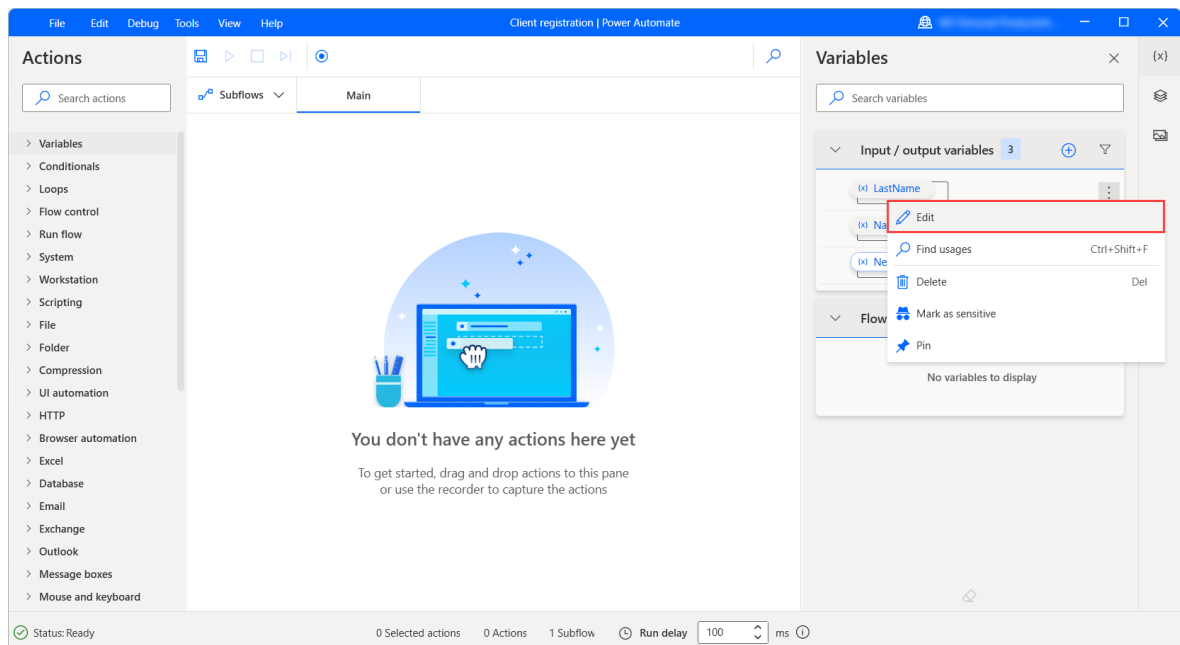 File Edit Debug Tools View Help
Client registration | Power Automate
Actions
Search actions
Variables
Conditionals
Loops
Flow control
Run flow
System
Workstation
Scripting
File
Folder
Compression
UI automation
HTTP
Browser automation
Excel
Database
Email
Exchange
Outlook
Message boxes
Mouse and keyboard
Subflows
Main
You don't have any actions here yet
To get started, drag and drop actions to this pane
or use the recorder to capture the actions
Variables
{x}
Search variables
Input / output variables 3
(x) LastName
(x) Na
(x) Ne
Edit
Find usages Ctrl+Shift+F
Delete Del
Mark as sensitive
Pin
Flow
No variables to display
Status: Ready
0 Selected actions
0 Actions
1 Subflow
Run delay 100 ms